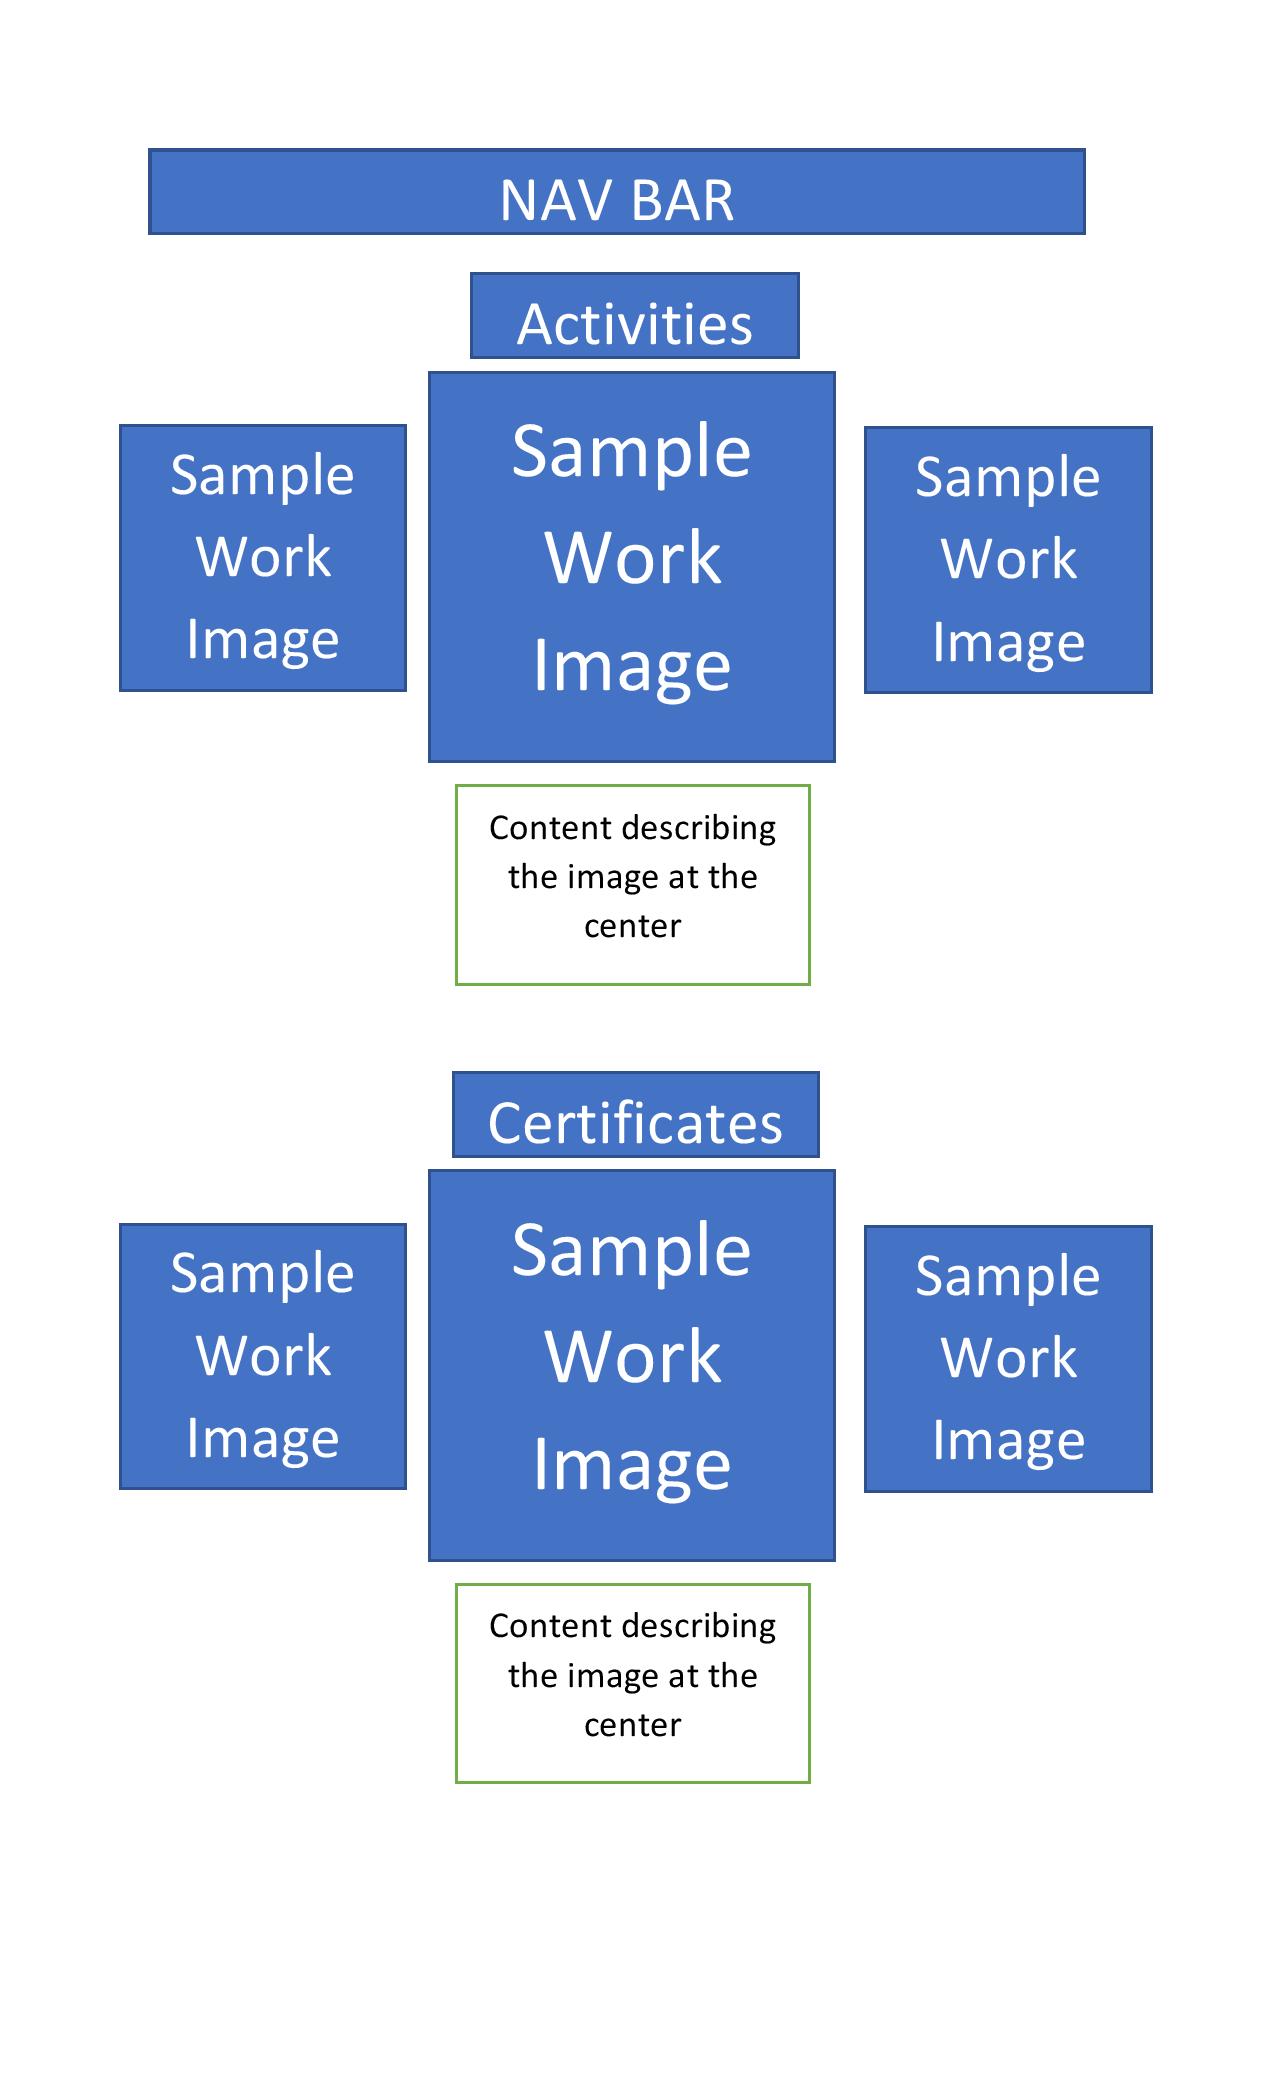 NAV BAR
Activities
Sample
Work
Image
Sample
Work
Image
Sample
Work
Image
Content describing
the image at the
center
Certificates
Sample
Work
Image
Sample
Work
Image
Sample
Work
Image
Content describing
the image at the
center